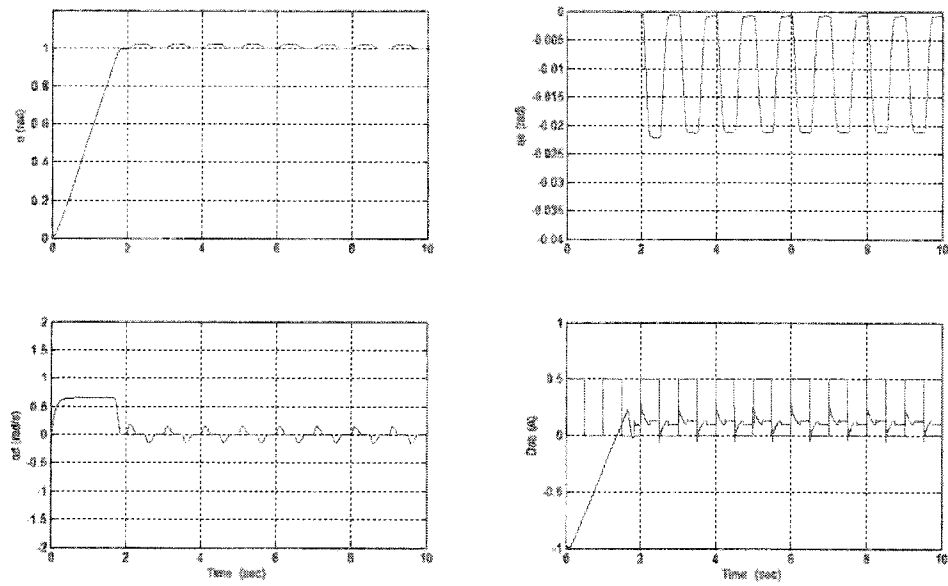 1
0.8
0.6
0.4
0.2
0
0 2 4 6 8 10
(rad)
0
-0.005
-0.01
-0.015
-0.02
-0.025
-0.03
-0.035
-0.04
0 2 4 6 8 10
qe (rad)
2
1.5
1
0.5
0
-0.5
-1
-1.5
-2
0 2 4 6 8 10
qd (rad/s)
Time (sec)
1
0.5
0
-0.5
-1
0 2 4 6 8 10
(A)
Time (sec)